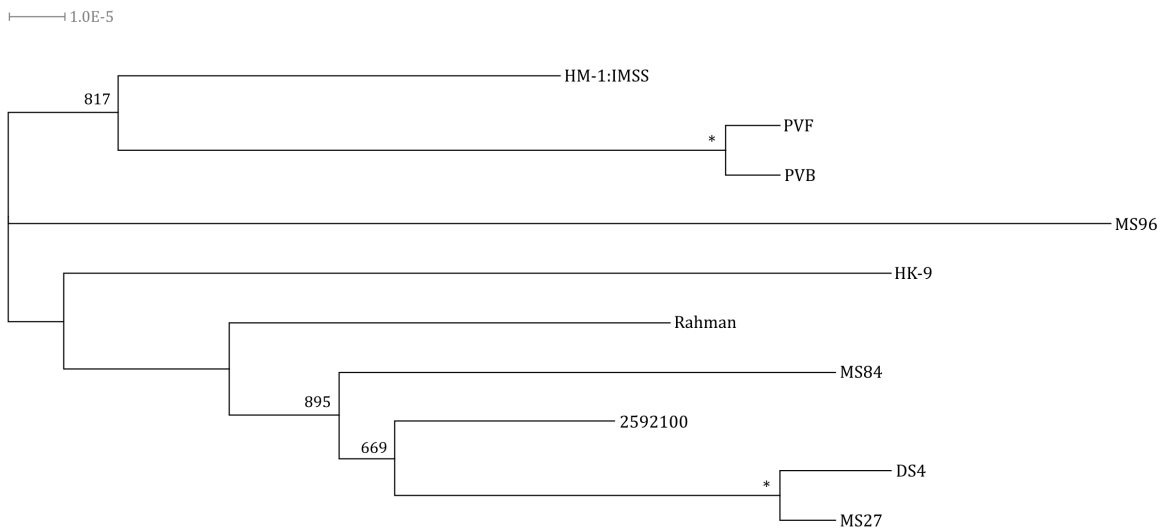 1.0E-5
HM-1:IMSS
817
PVF
*
PVB
MS96
HK-9
Rahman
MS84
895
2592100
669
DS4
*
MS27